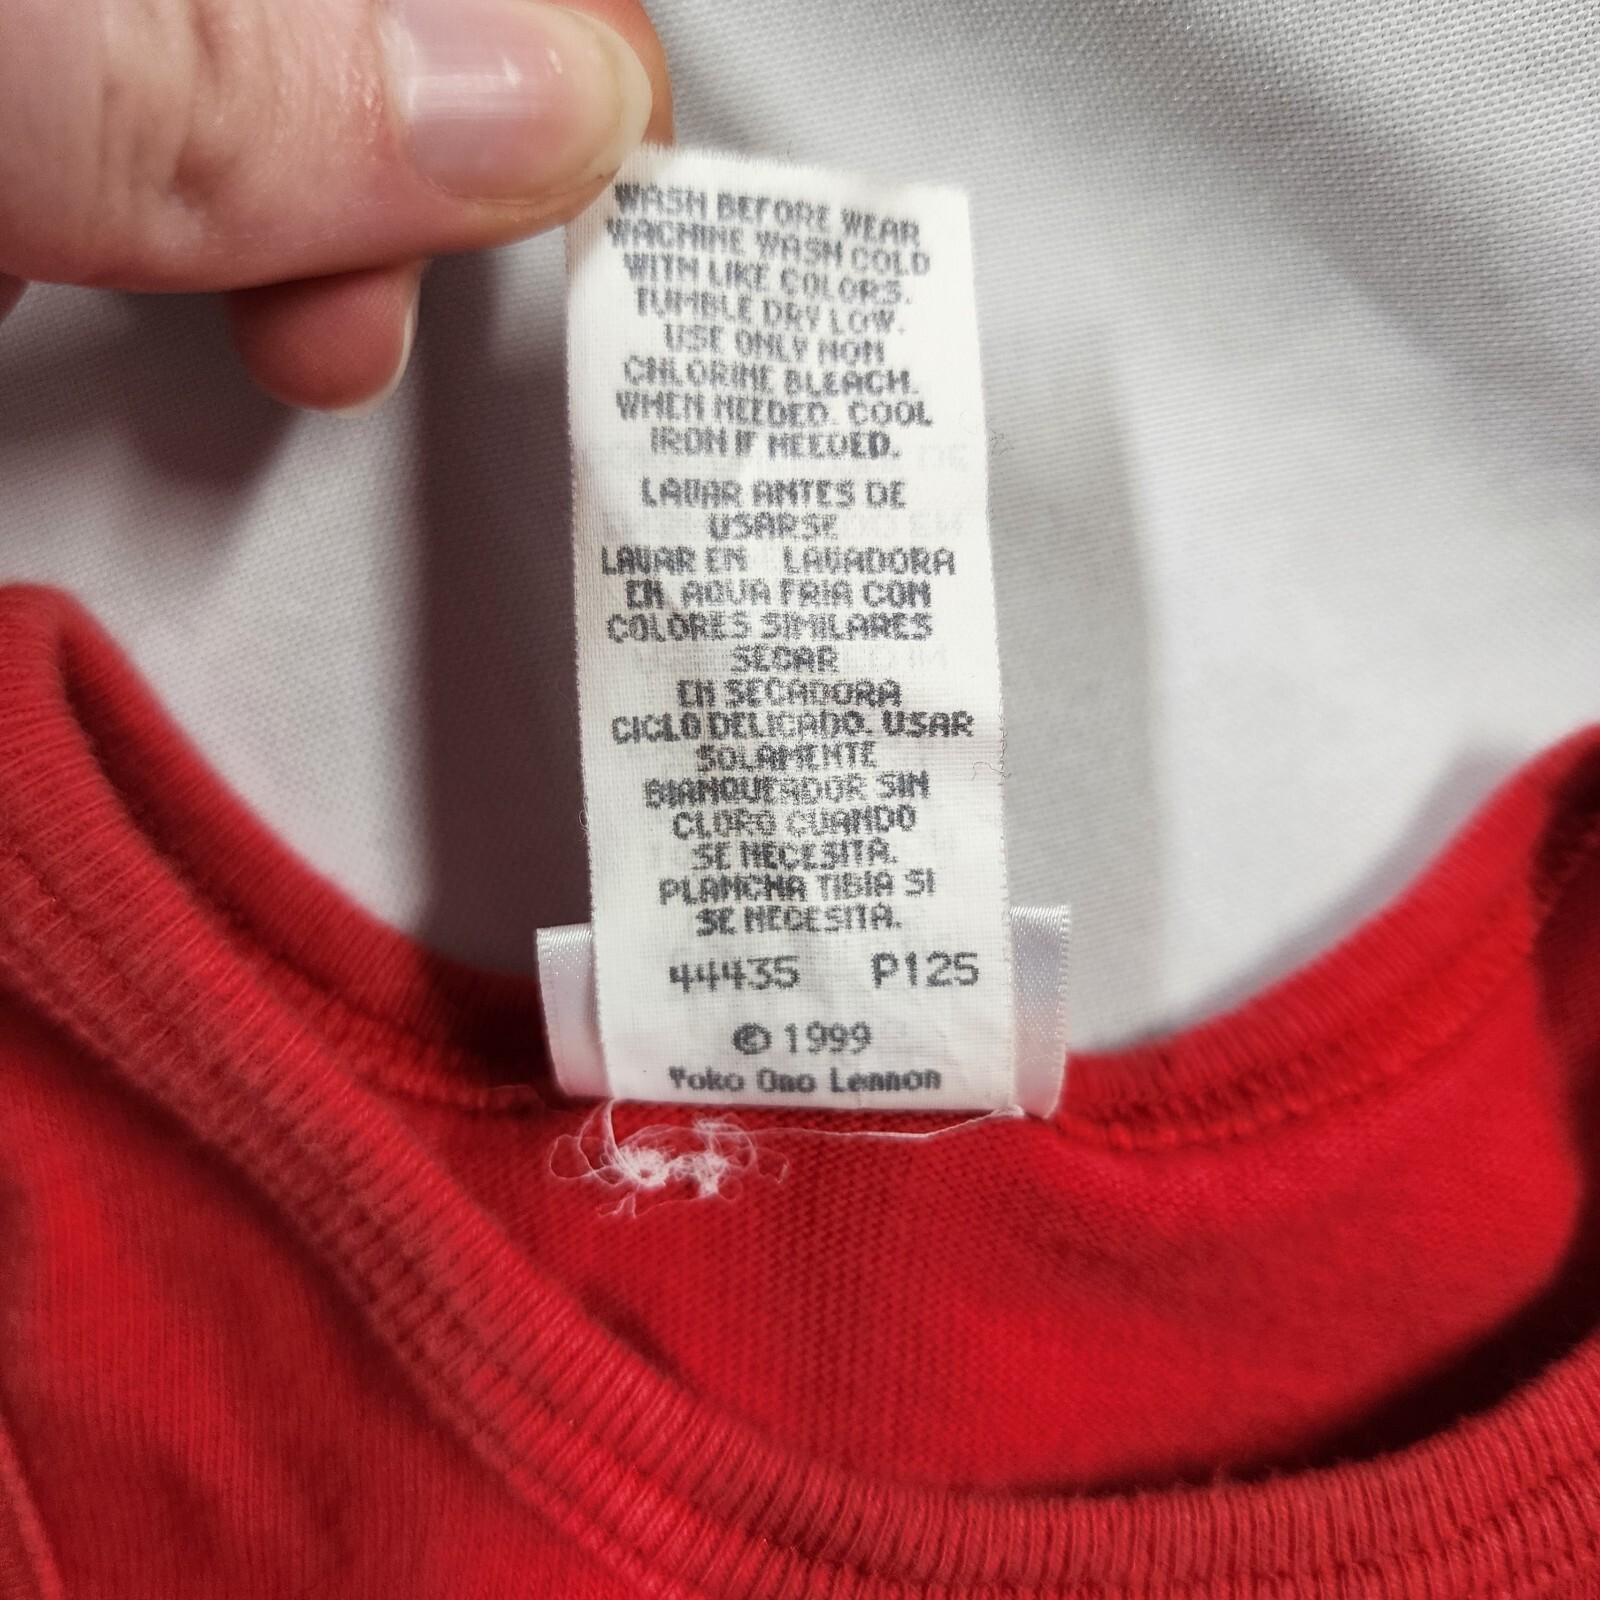 WASH BEFORE WEAR
MACHINE WASH COLD
WITH LIKE COLORS.
TUMBLE DRY LOW.
USE ONLY NON
CHLORINE BLEACH.
WHEN NEEDED. COOL
IRON IF NEEDED.
LAVAR ANTES DE
USARSE
LAVAR EN LAVADORA
EN AQUA FRIA CON
COLORES SIMILARES
SECAR
EN SECADORA
CICLO DELICADO. USAR
SOLAMENTE
BIANQUEADOR SIN
CLORO CUANDO
SE NECESITA.
PLANCHA TIBIA SI
SE NECESITA.
44435 P125
© 1999
Yoko Ono Lennon